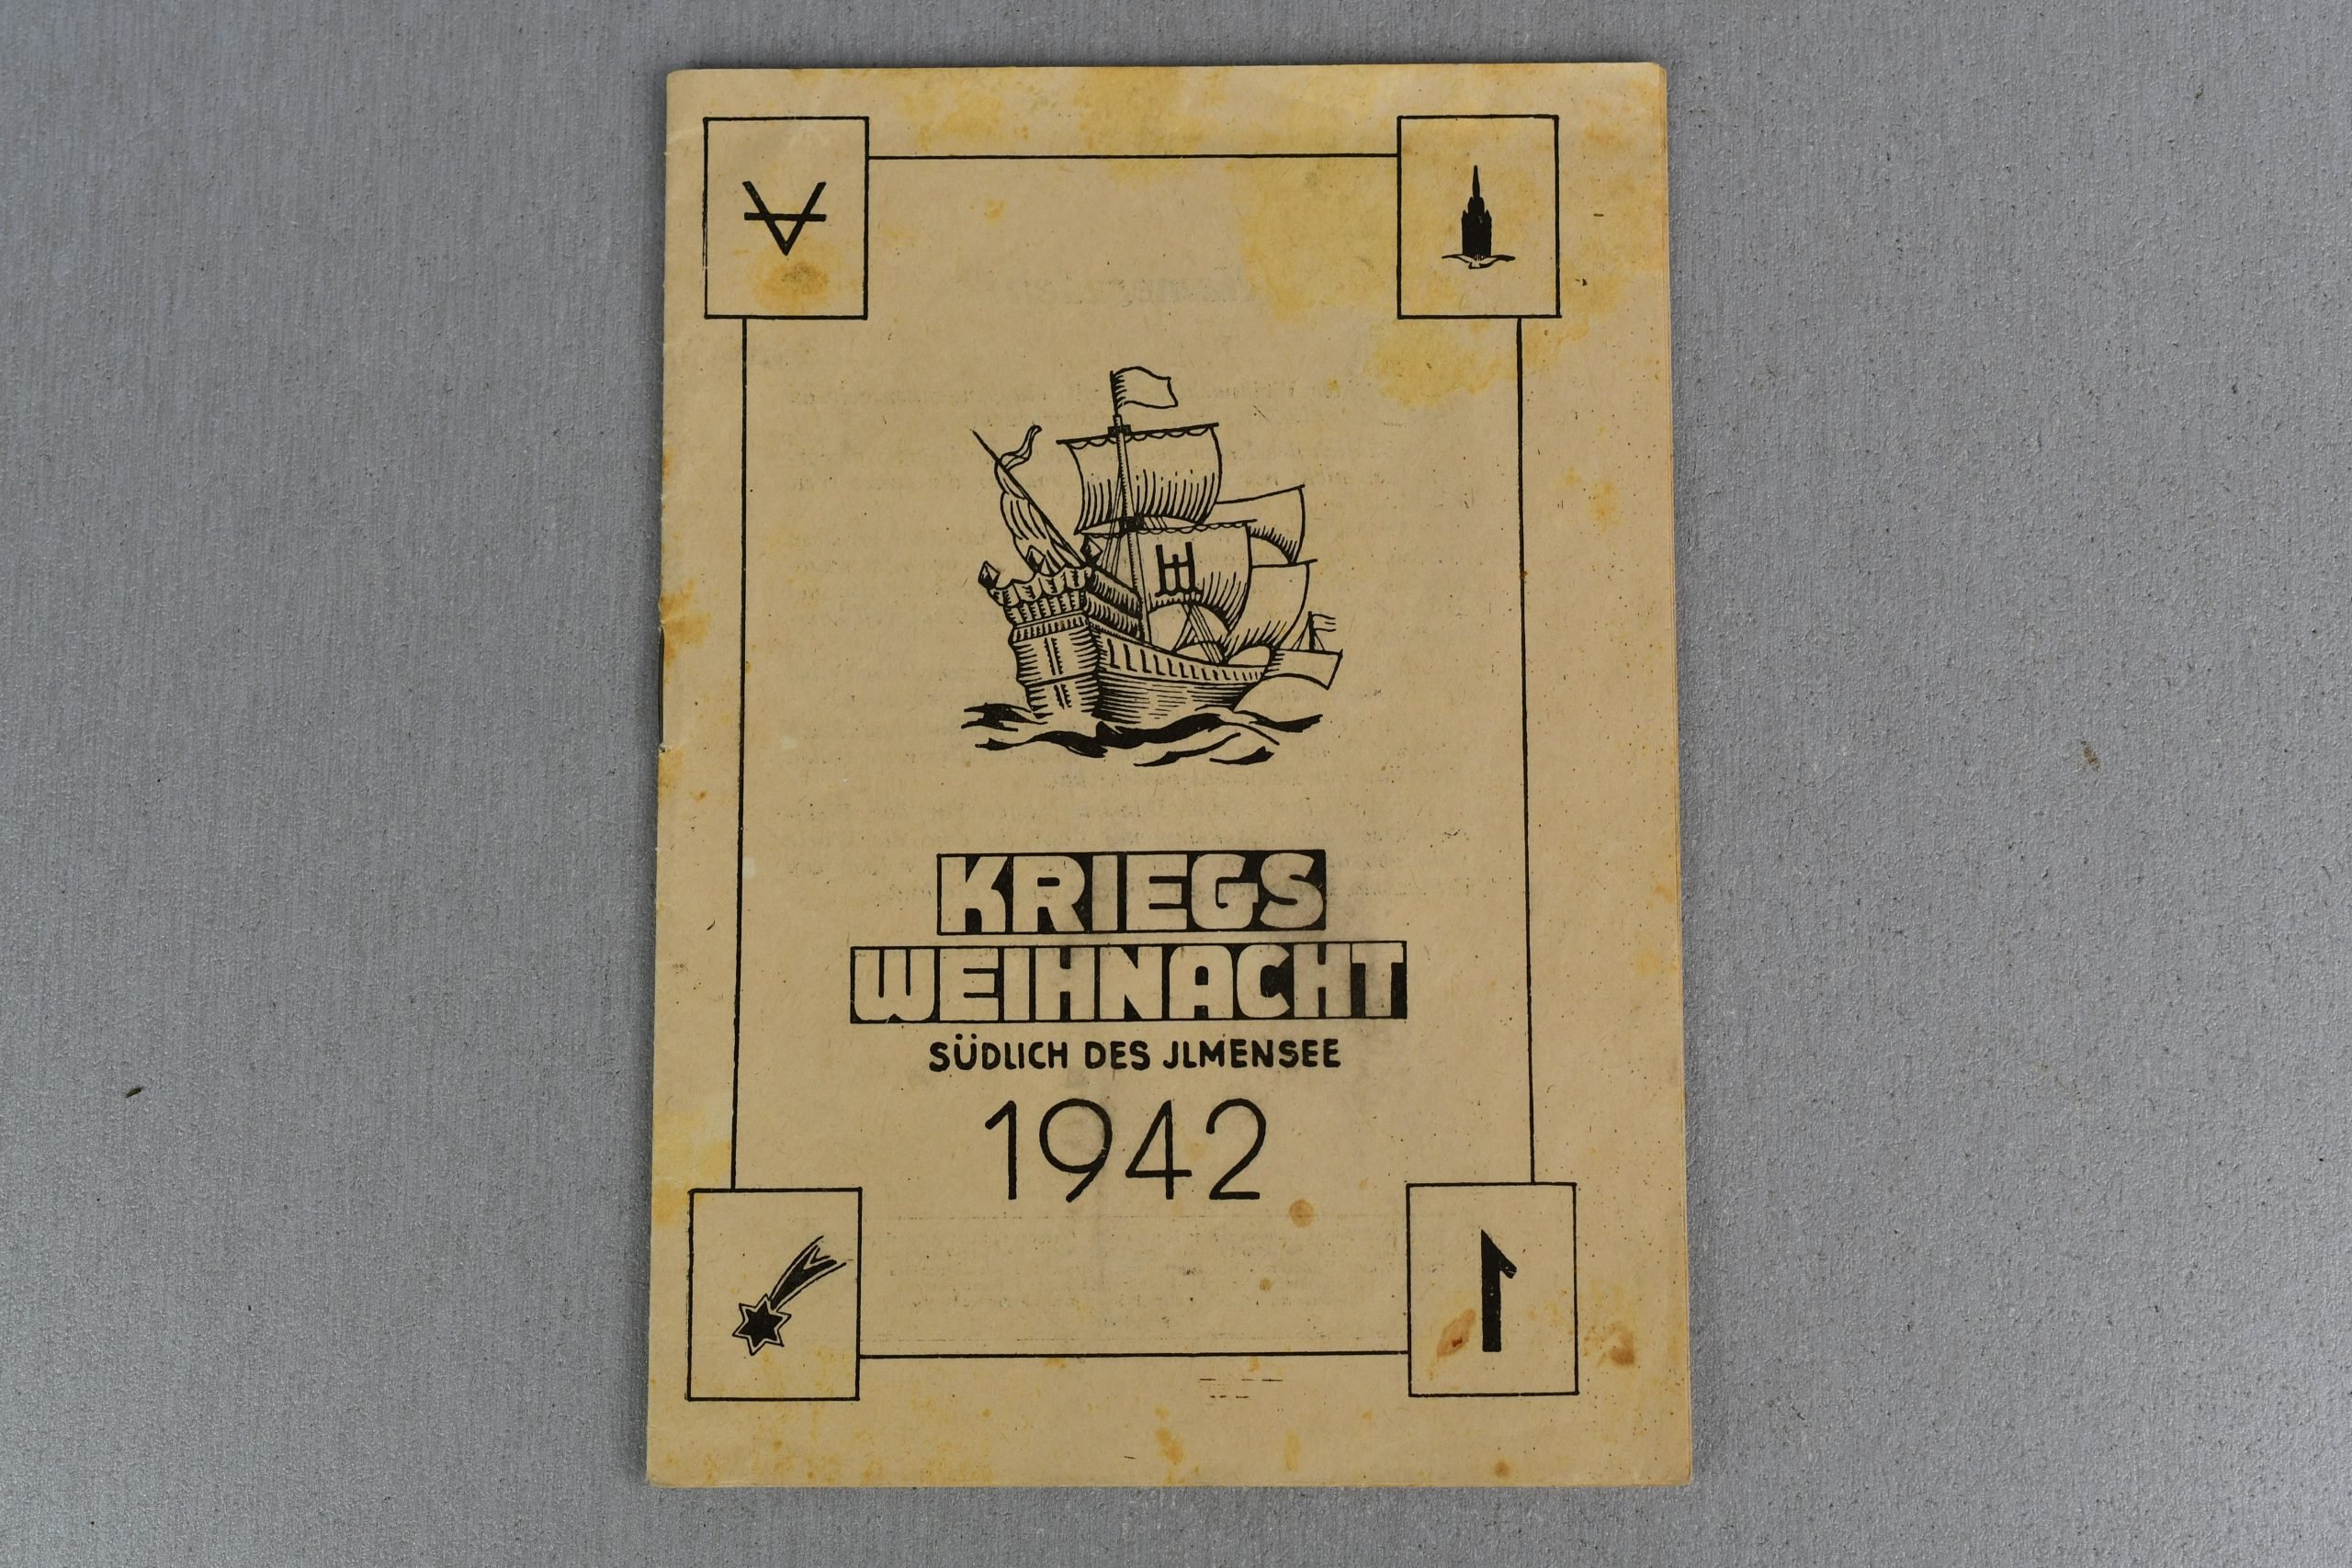 KRIEGS
WEIHNACHT
SÜDLICH DES JLMENSEE
1942